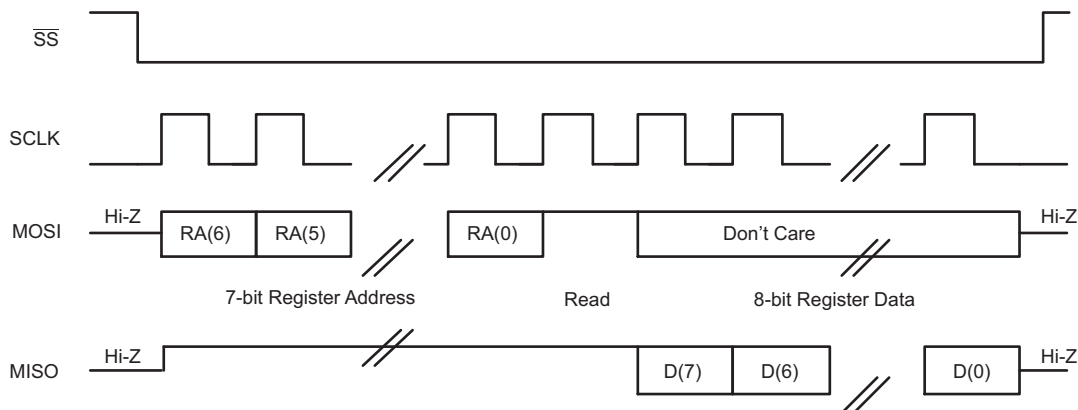 SS
SCLK
Hi-Z
MOSI
RA(6)
RA(5)
RA(0)
Don't Care
Hi-Z
7-bit Register Address
Read
8-bit Register Data
Hi-Z
MISO
D(7)
D(6)
D(0)
Hi-Z